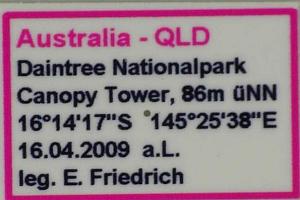 Australia - QLD
Daintree Nationalpark
Canopy Tower, 86m üNN
16°14'17"S 145°25'38"E
16.04.2009 a.L.
leg. E. Friedrich